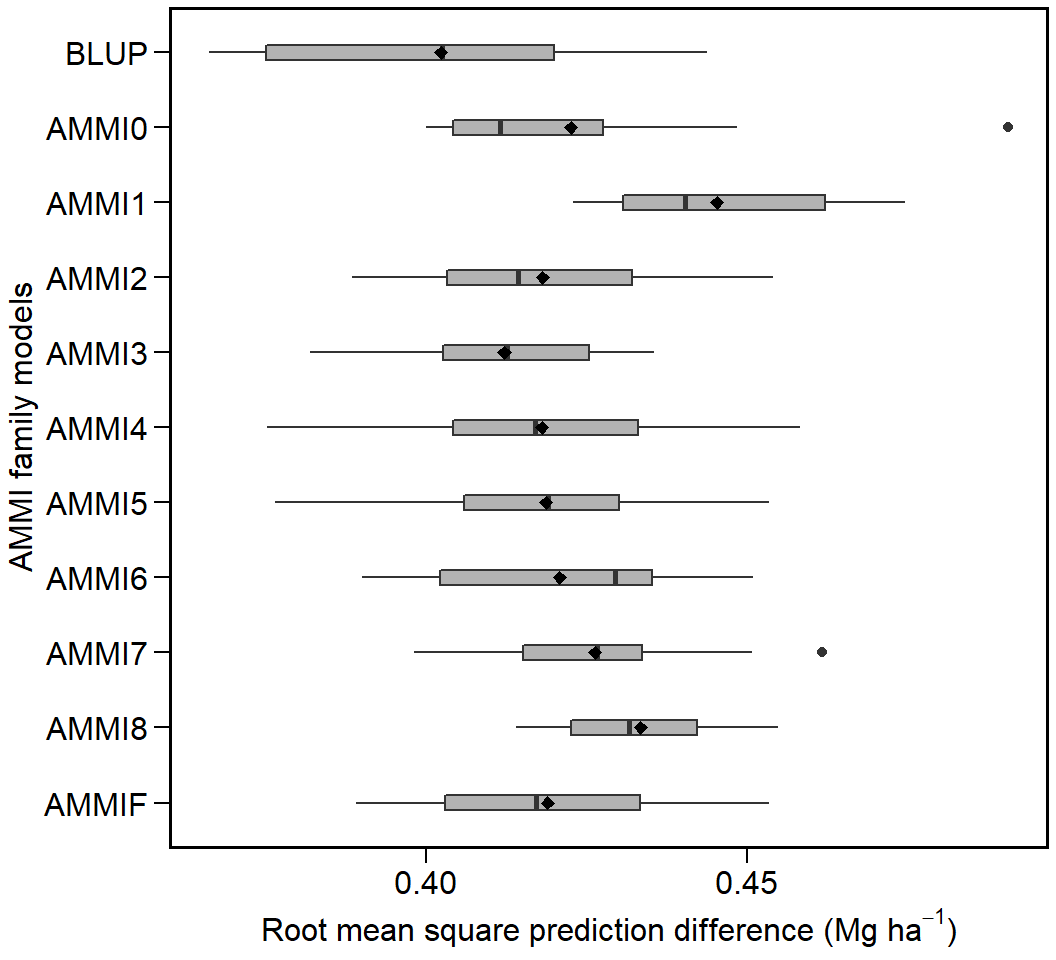 BLUP
AMMI0
AMMI1
AMMI2
AMMI3
AMMI4
AMMI5
AMMI6
AMMI7
AMMI8
AMMIF
AMMI family models
0.40 0.45
Root mean square prediction difference (Mg ha⁻¹)